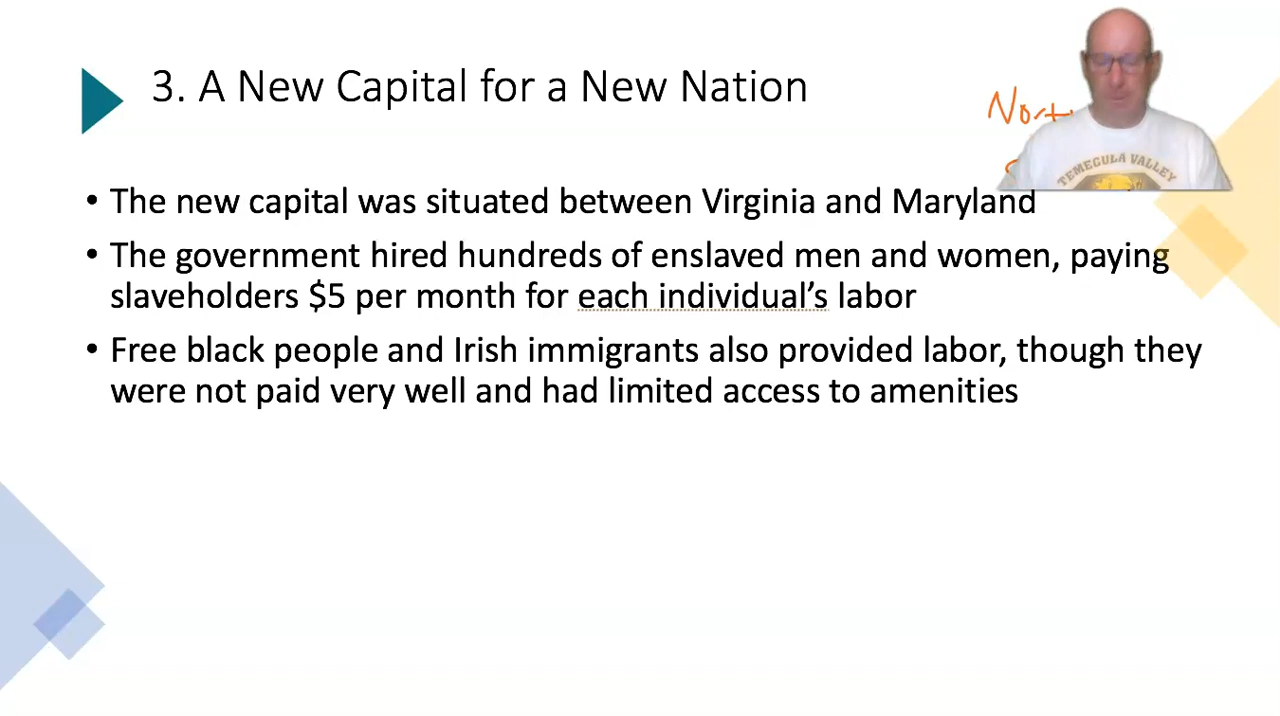 3. A New Capital for a New Nation
TEMECULA VALLEY
• The new capital was situated between Virginia and Maryland
• The government hired hundreds of enslaved men and women, paying
slaveholders $5 per month for each individual’s labor
• Free black people and Irish immigrants also provided labor, though they
were not paid very well and had limited access to amenities